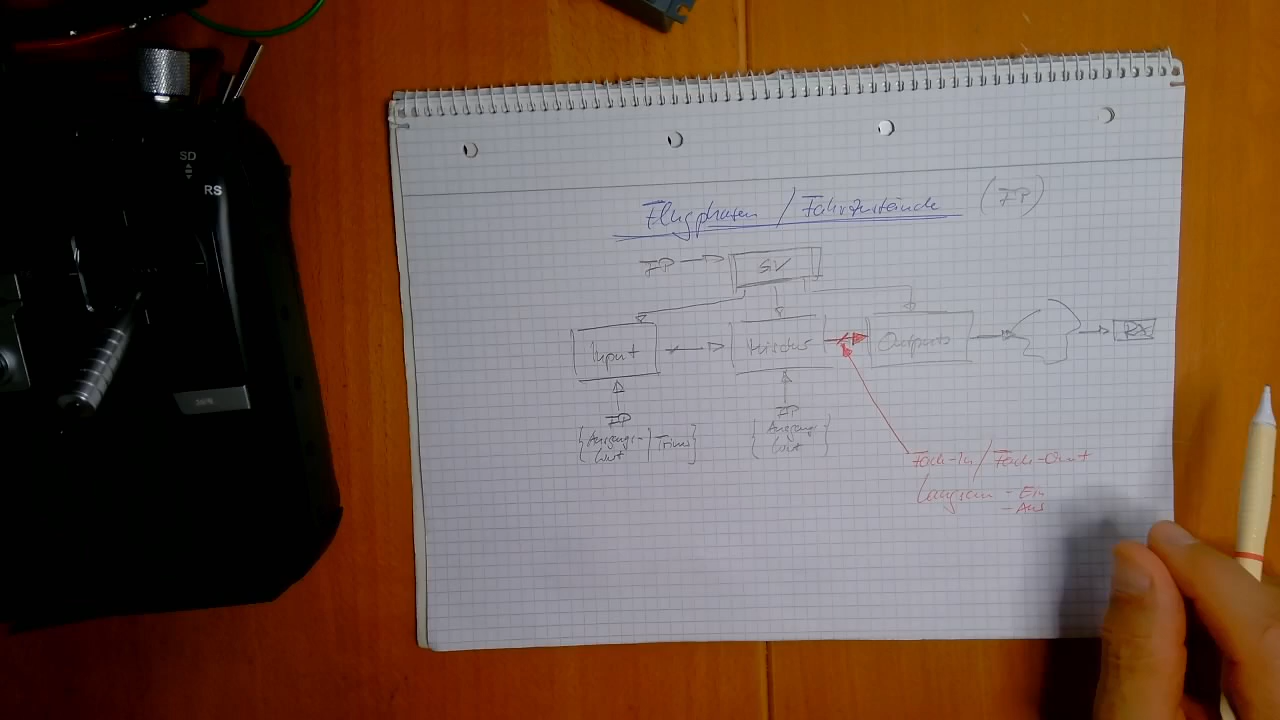 SD
RS
Flugphasen / Fahrzustände (FP)
FP
GV
Input
Mischer
Outputs
RX
FP
Ausgangs- | Trims
wert
FP
Ausgangs
wert
Fade-In / Fade-Out
Langsam - Ein
- Aus